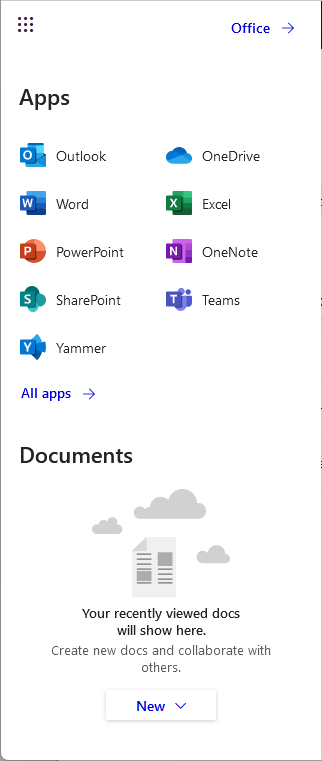 Office
Apps
Outlook
OneDrive
Word
Excel
PowerPoint
OneNote
SharePoint
Teams
Yammer
All apps
Documents
Your recently viewed docs
will show here.
Create new docs and collaborate with
others.
New